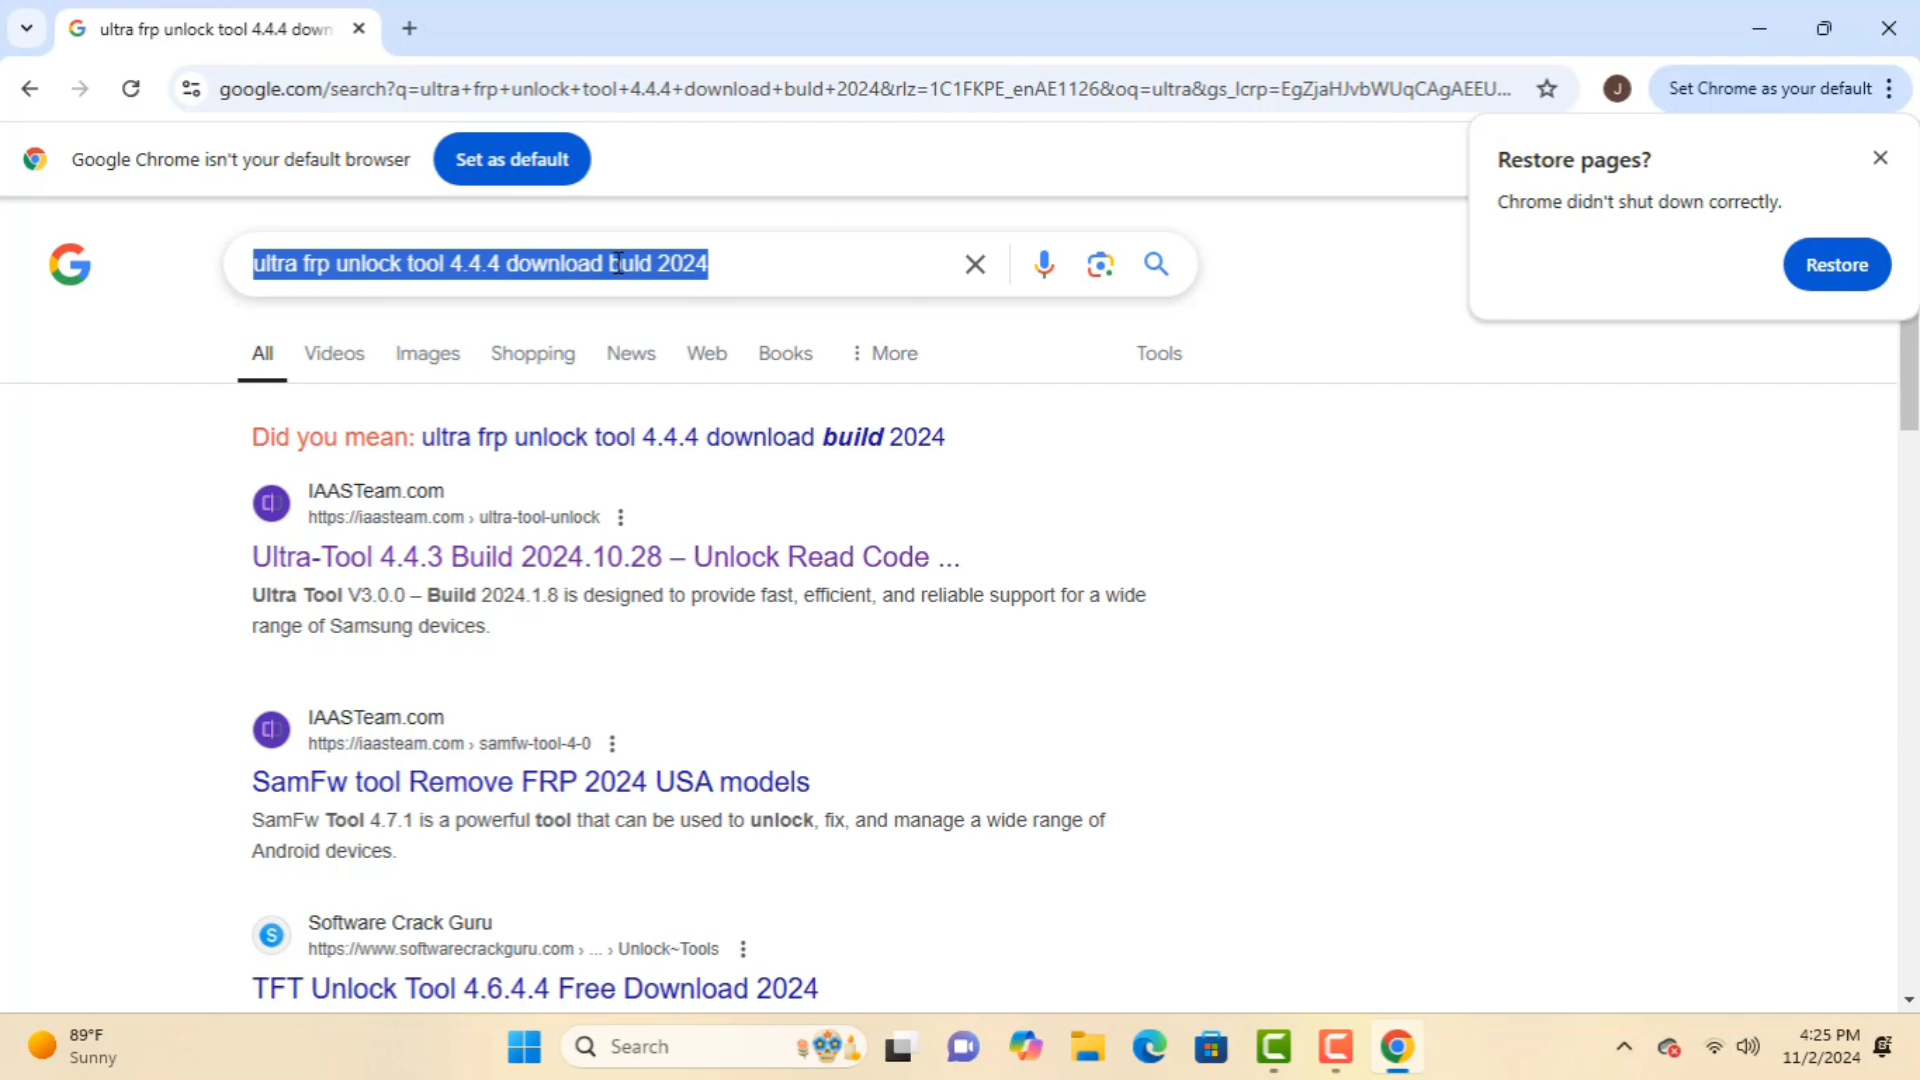 ultra frp unlock tool 4.4.4 down
google.com/search?q=ultra+frp+unlock+tool+4.4.4+download+buld+2024&rlz=1C1FKPE_enAE1126&oq=ultra&gs_lcrp=EgZjaHJvbWUqCAgAEEU...
J
Set Chrome as your default
Google Chrome isn't your default browser
Set as default
Restore pages?
Chrome didn't shut down correctly.
Restore
ultra frp unlock tool 4.4.4 download buld 2024
All Videos Images Shopping News Web Books More Tools
Did you mean: ultra frp unlock tool 4.4.4 download build 2024
IAASTeam.com
https://iaasteam.com › ultra-tool-unlock
Ultra-Tool 4.4.3 Build 2024.10.28 – Unlock Read Code ...
Ultra Tool V3.0.0 – Build 2024.1.8 is designed to provide fast, efficient, and reliable support for a wide
range of Samsung devices.
IAASTeam.com
https://iaasteam.com › samfw-tool-4-0
SamFw tool Remove FRP 2024 USA models
SamFw Tool 4.7.1 is a powerful tool that can be used to unlock, fix, and manage a wide range of
Android devices.
S
Software Crack Guru
https://www.softwarecrackguru.com › ... › Unlock~Tools
TFT Unlock Tool 4.6.4.4 Free Download 2024
89°F
Sunny
Search
4:25 PM
11/2/2024